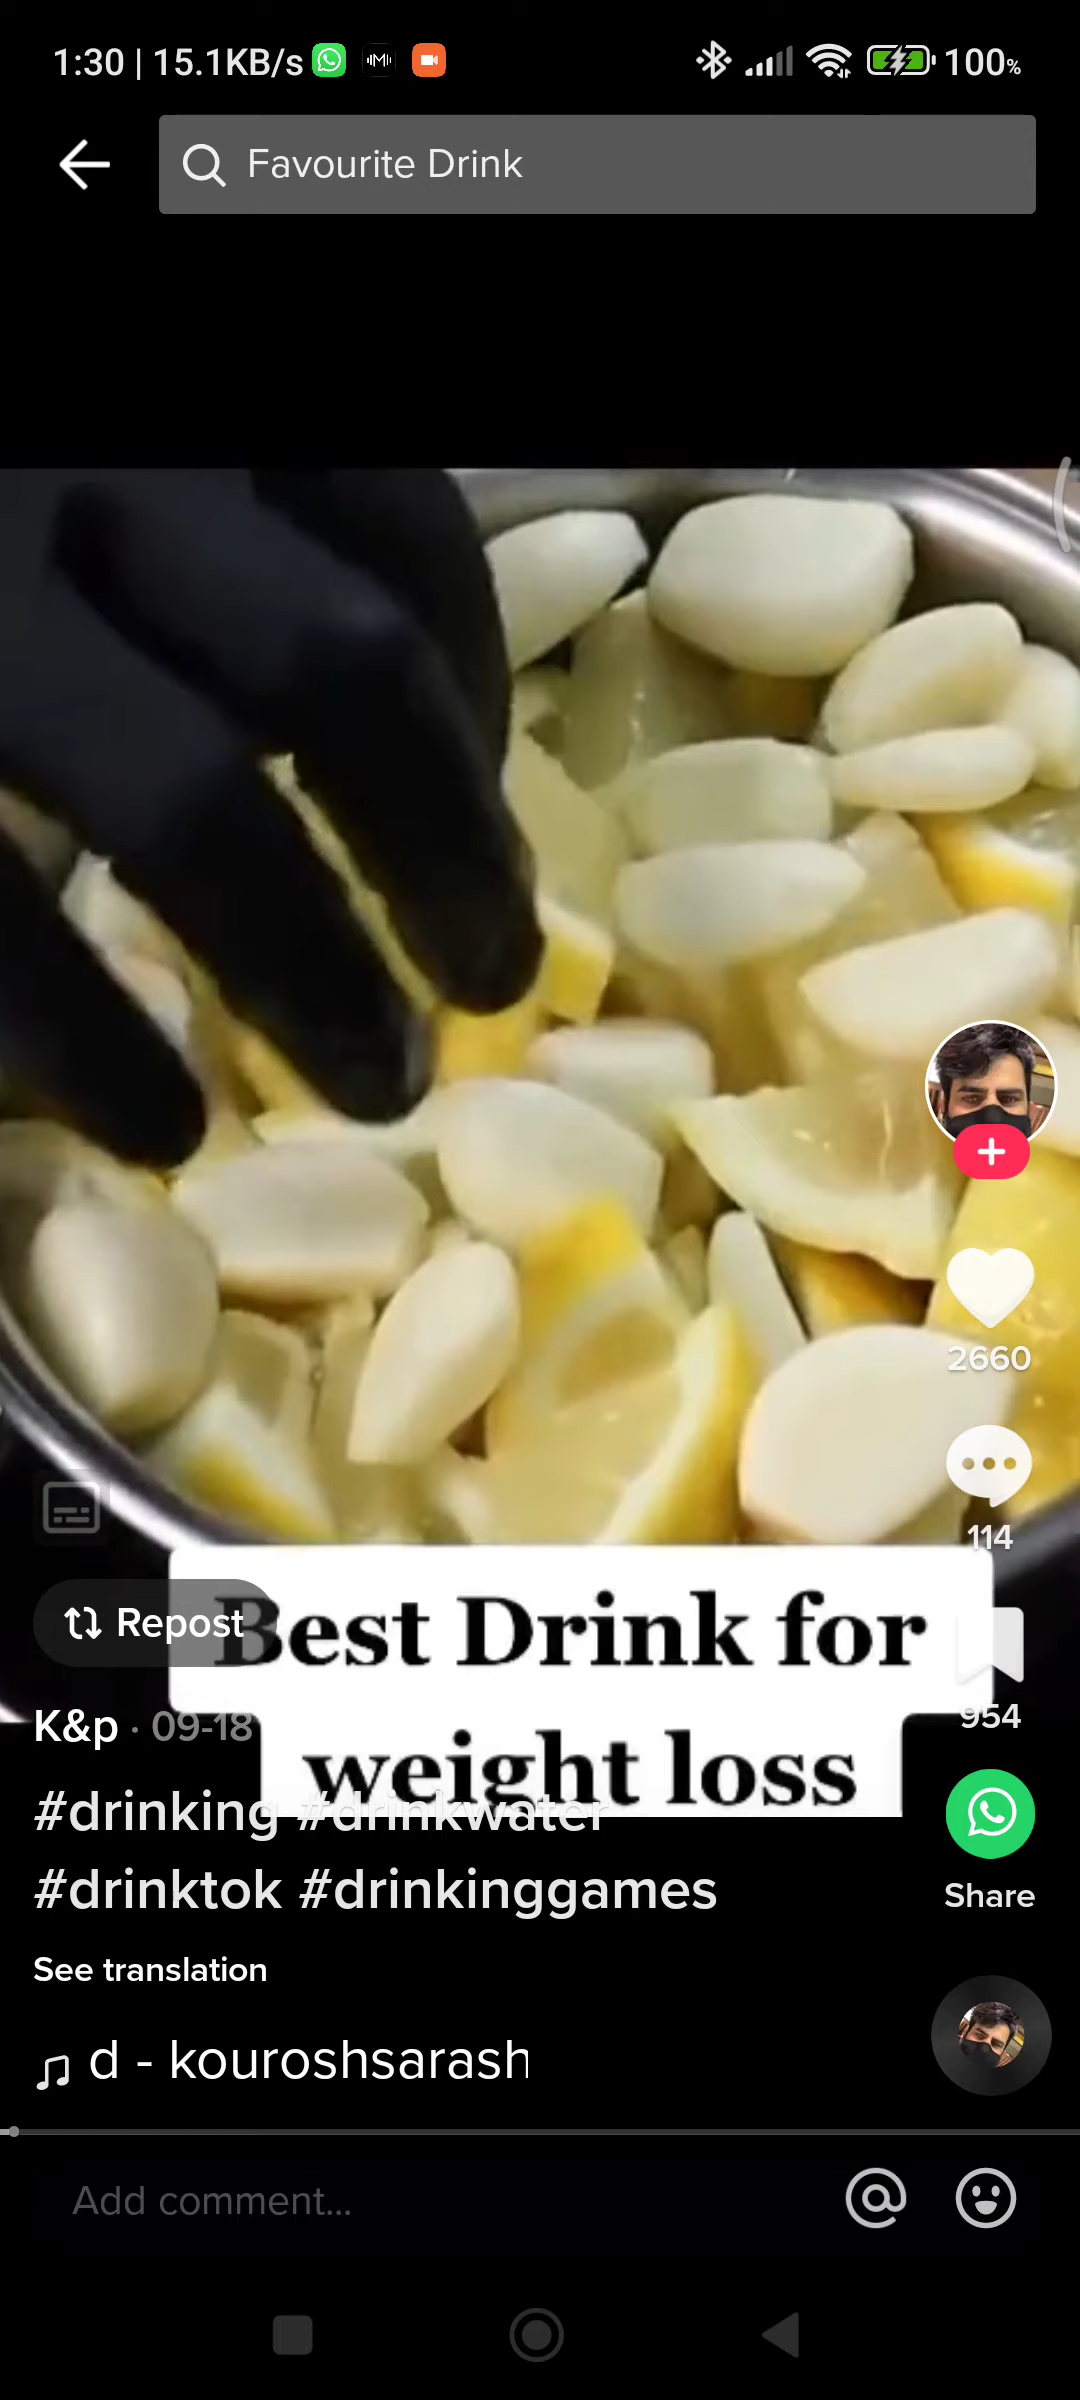 1:30 | 15.1KB/s
100%
Favourite Drink
2660
114
Best Drink for
Repost
954
K&p · 09-18
weight loss
#drinking #drinkwater
#drinktok #drinkinggames
Share
See translation
d - kouroshsarash
Add comment...